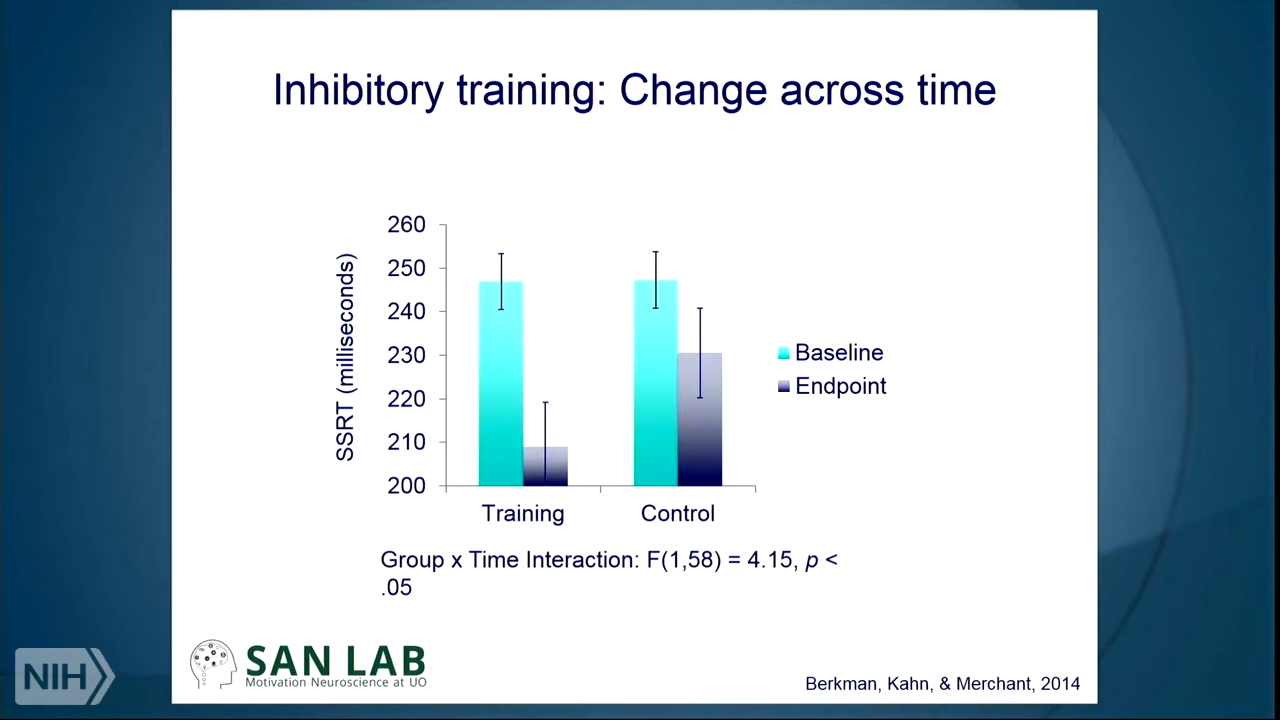 Inhibitory training: Change across time
260
250
240
230
220
210
200
SSRT (milliseconds)
Training
Control
Baseline
Endpoint
Group x Time Interaction: F(1,58) = 4.15, p <
.05
SAN LAB
Motivation Neuroscience at UO
NIH
Berkman, Kahn, & Merchant, 2014